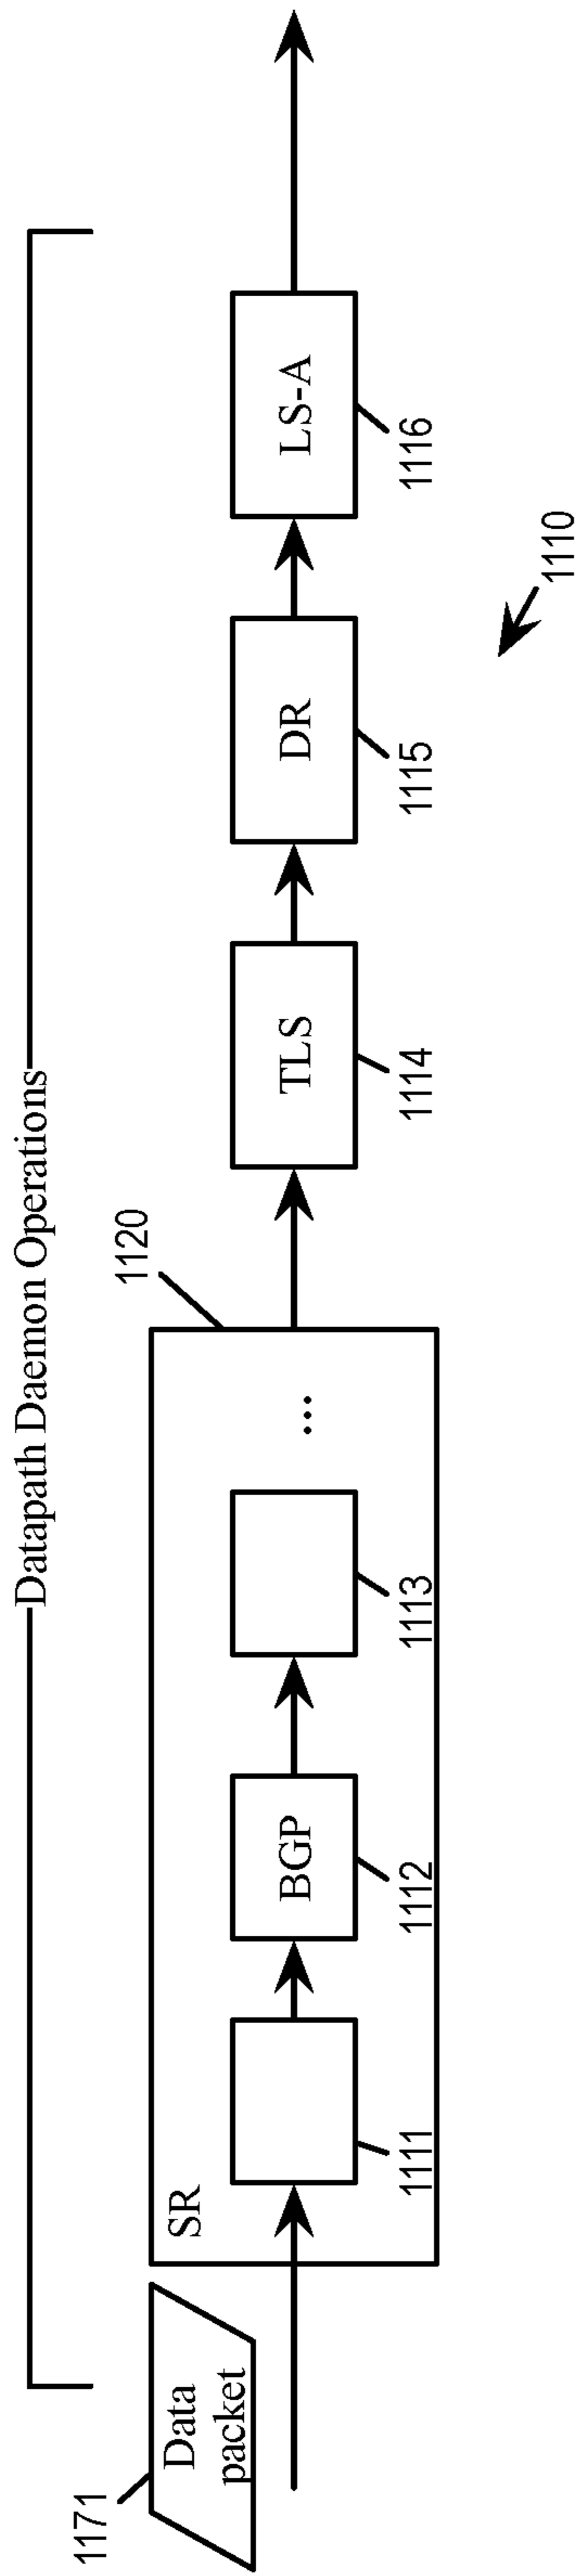 Datapath Daemon Operations
1171
Data
packet
SR
1120
BGP
...
TLS
DR
LS-A
1111
1112
1113
1114
1115
1116
1110